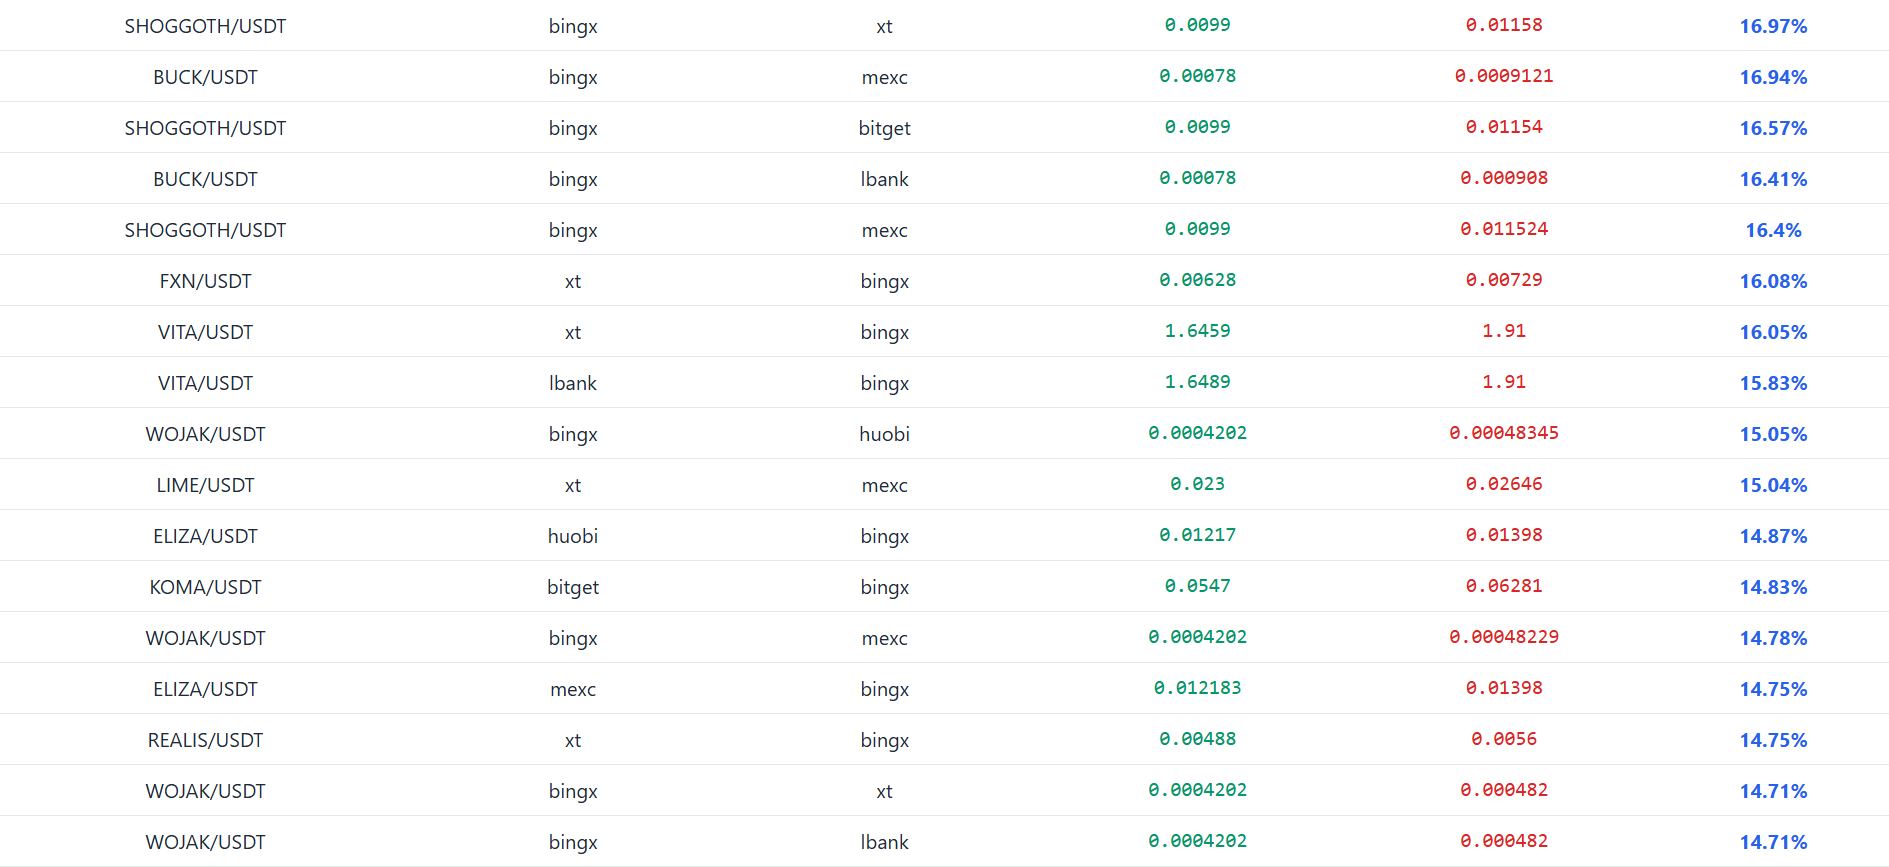 SHOGGOTH/USDT bingx xt 0.0099 0.01158 16.97%
BUCK/USDT bingx mexc 0.00078 0.0009121 16.94%
SHOGGOTH/USDT bingx bitget 0.0099 0.01154 16.57%
BUCK/USDT bingx lbank 0.00078 0.000908 16.41%
SHOGGOTH/USDT bingx mexc 0.0099 0.011524 16.4%
FXN/USDT xt bingx 0.00628 0.00729 16.08%
VITA/USDT xt bingx 1.6459 1.91 16.05%
VITA/USDT lbank bingx 1.6489 1.91 15.83%
WOJAK/USDT bingx huobi 0.0004202 0.00048345 15.05%
LIME/USDT xt mexc 0.023 0.02646 15.04%
ELIZA/USDT huobi bingx 0.01217 0.01398 14.87%
KOMA/USDT bitget bingx 0.0547 0.06281 14.83%
WOJAK/USDT bingx mexc 0.0004202 0.00048229 14.78%
ELIZA/USDT mexc bingx 0.012183 0.01398 14.75%
REALIS/USDT xt bingx 0.00488 0.0056 14.75%
WOJAK/USDT bingx xt 0.0004202 0.000482 14.71%
WOJAK/USDT bingx lbank 0.0004202 0.000482 14.71%